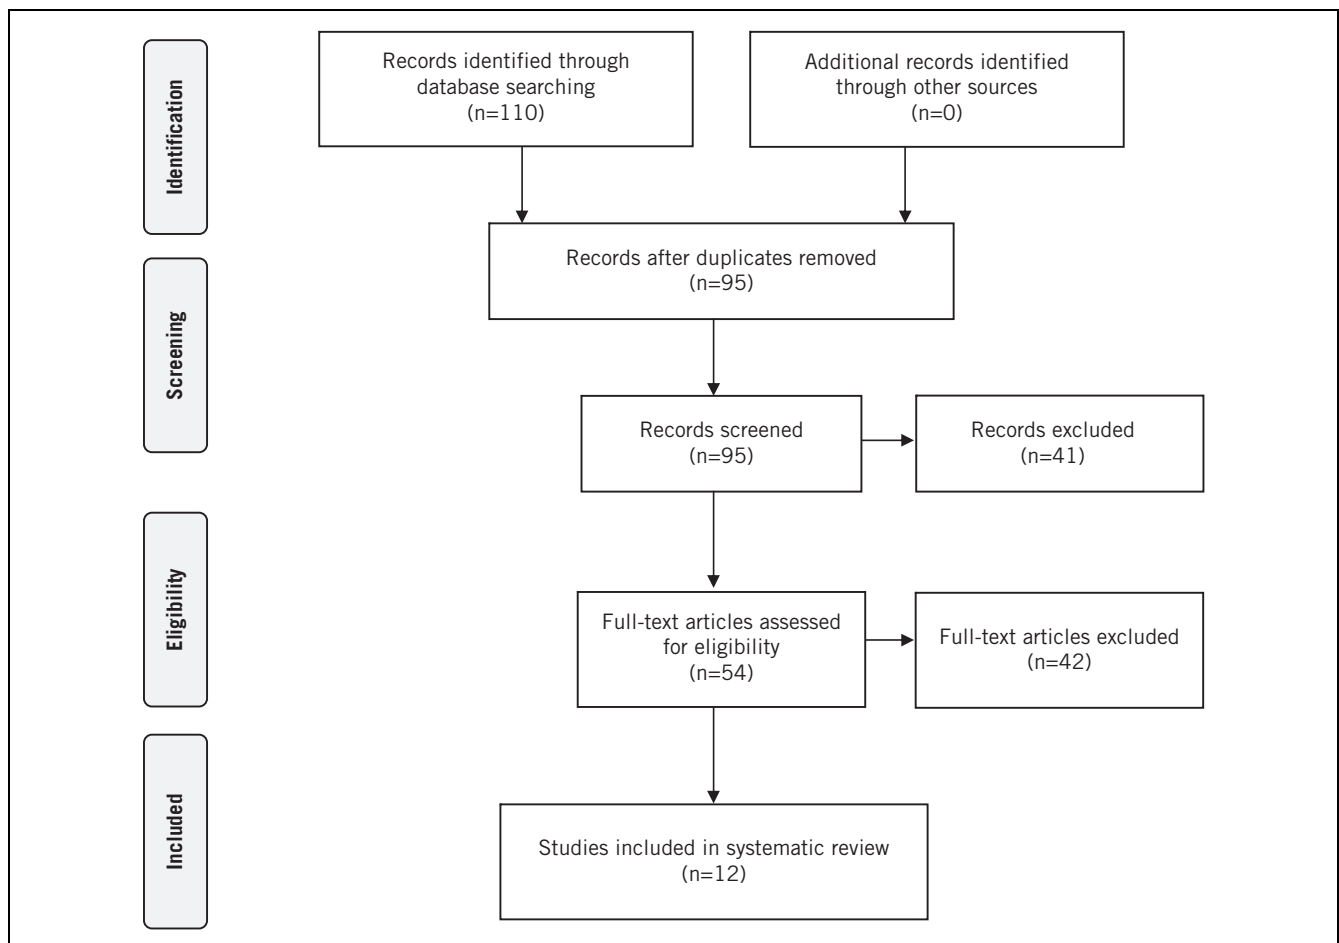 Identification
Records identified through
database searching
(n=110)
Additional records identified
through other sources
(n=0)
Records after duplicates removed
(n=95)
Screening
Records screened
(n=95)
Records excluded
(n=41)
Eligibility
Full-text articles assessed
for eligibility
(n=54)
Full-text articles excluded
(n=42)
Included
Studies included in systematic review
(n=12)